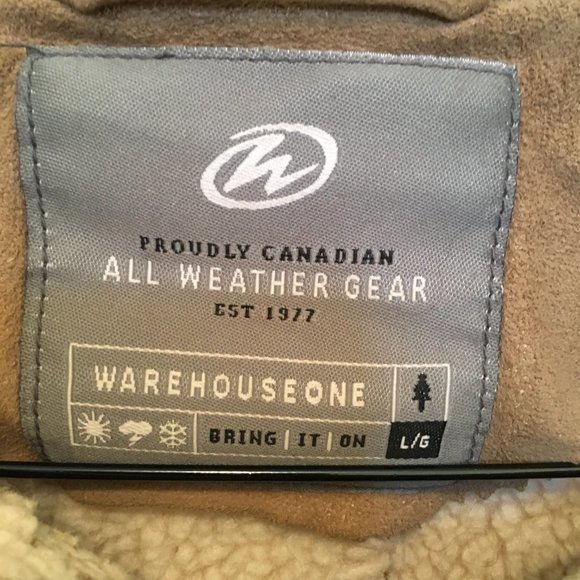 W
PROUDLY CANADIAN
ALL WEATHER GEAR
EST 1977
WAREHOUSEONE
BRING | IT | ON L/G